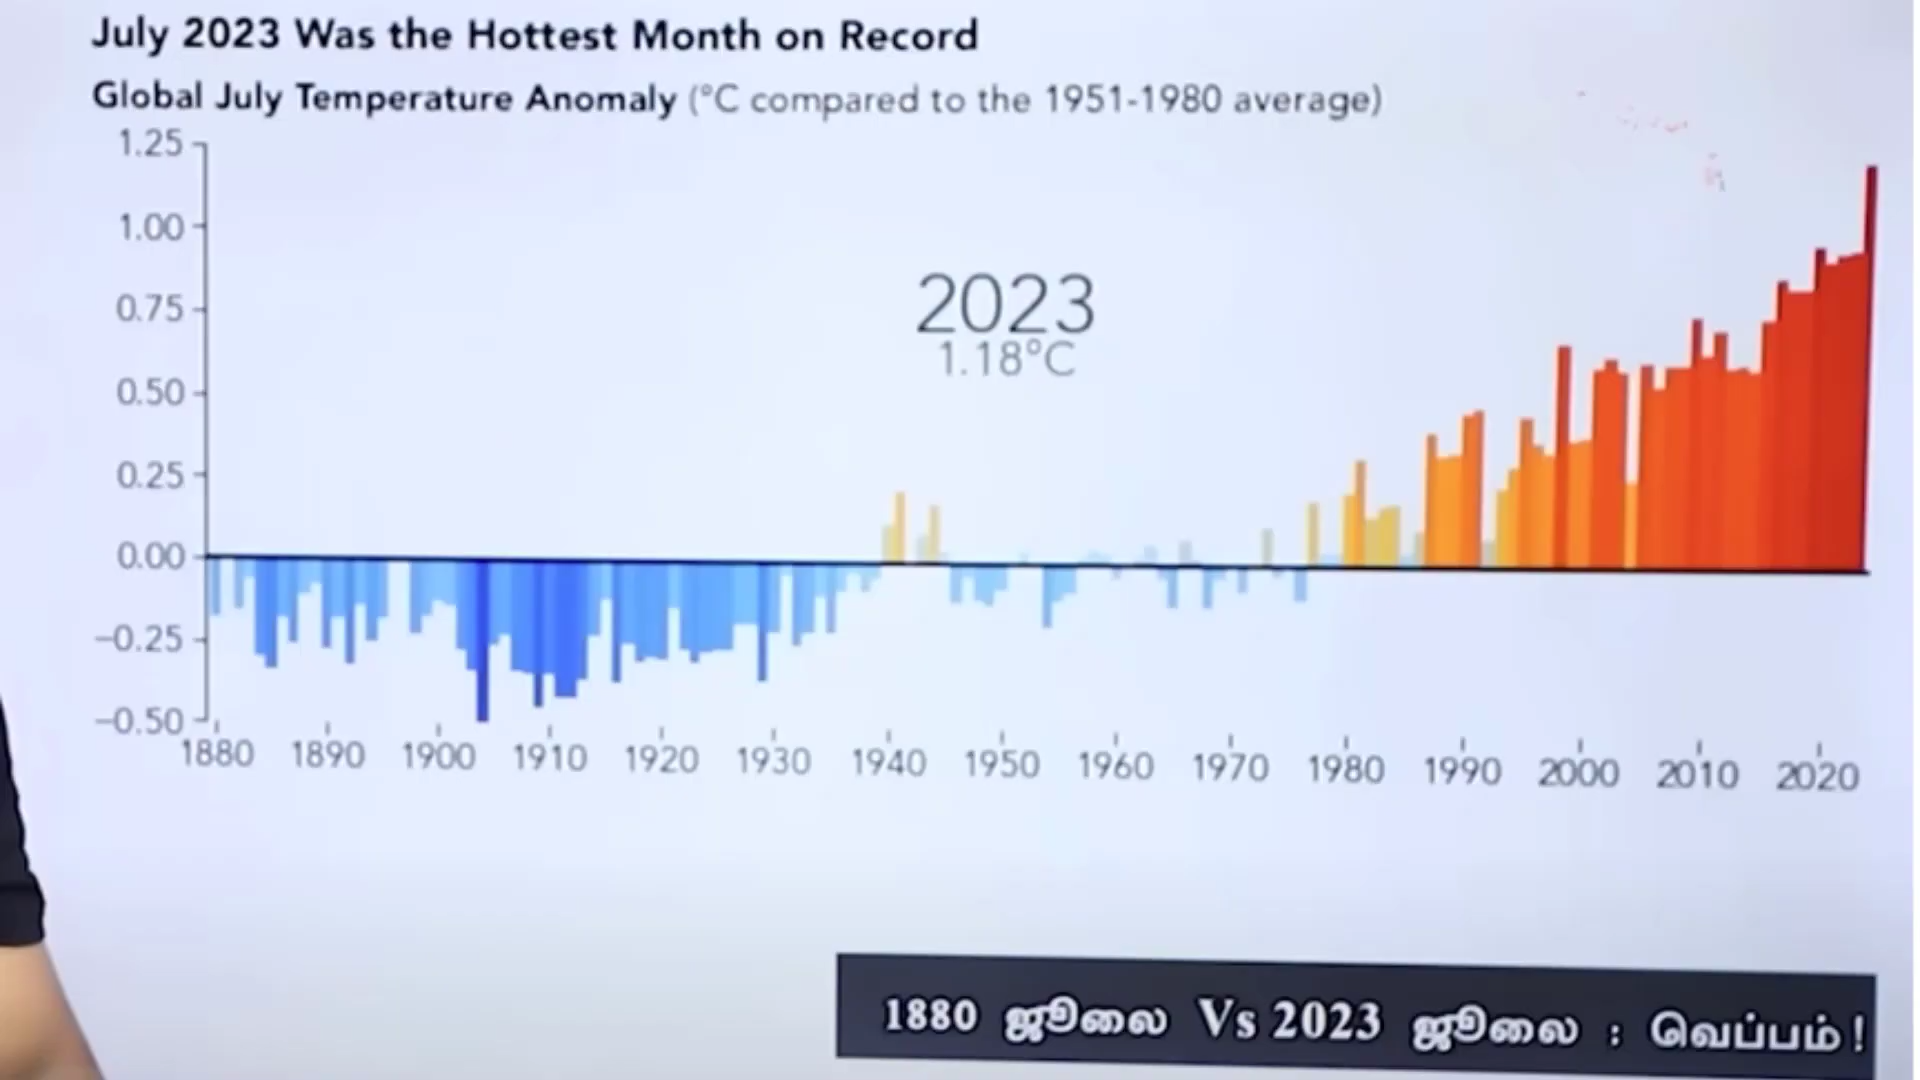 July 2023 Was the Hottest Month on Record
Global July Temperature Anomaly (°C compared to the 1951-1980 average)
1.25
1.00
0.75
0.50
0.25
0.00
−0.25
−0.50
2023
1.18°C
1880 1890 1900 1910 1920 1930 1940 1950 1960 1970 1980 1990 2000 2010 2020
1880 ஜூலை Vs 2023 ஜூலை : வெப்பம்!